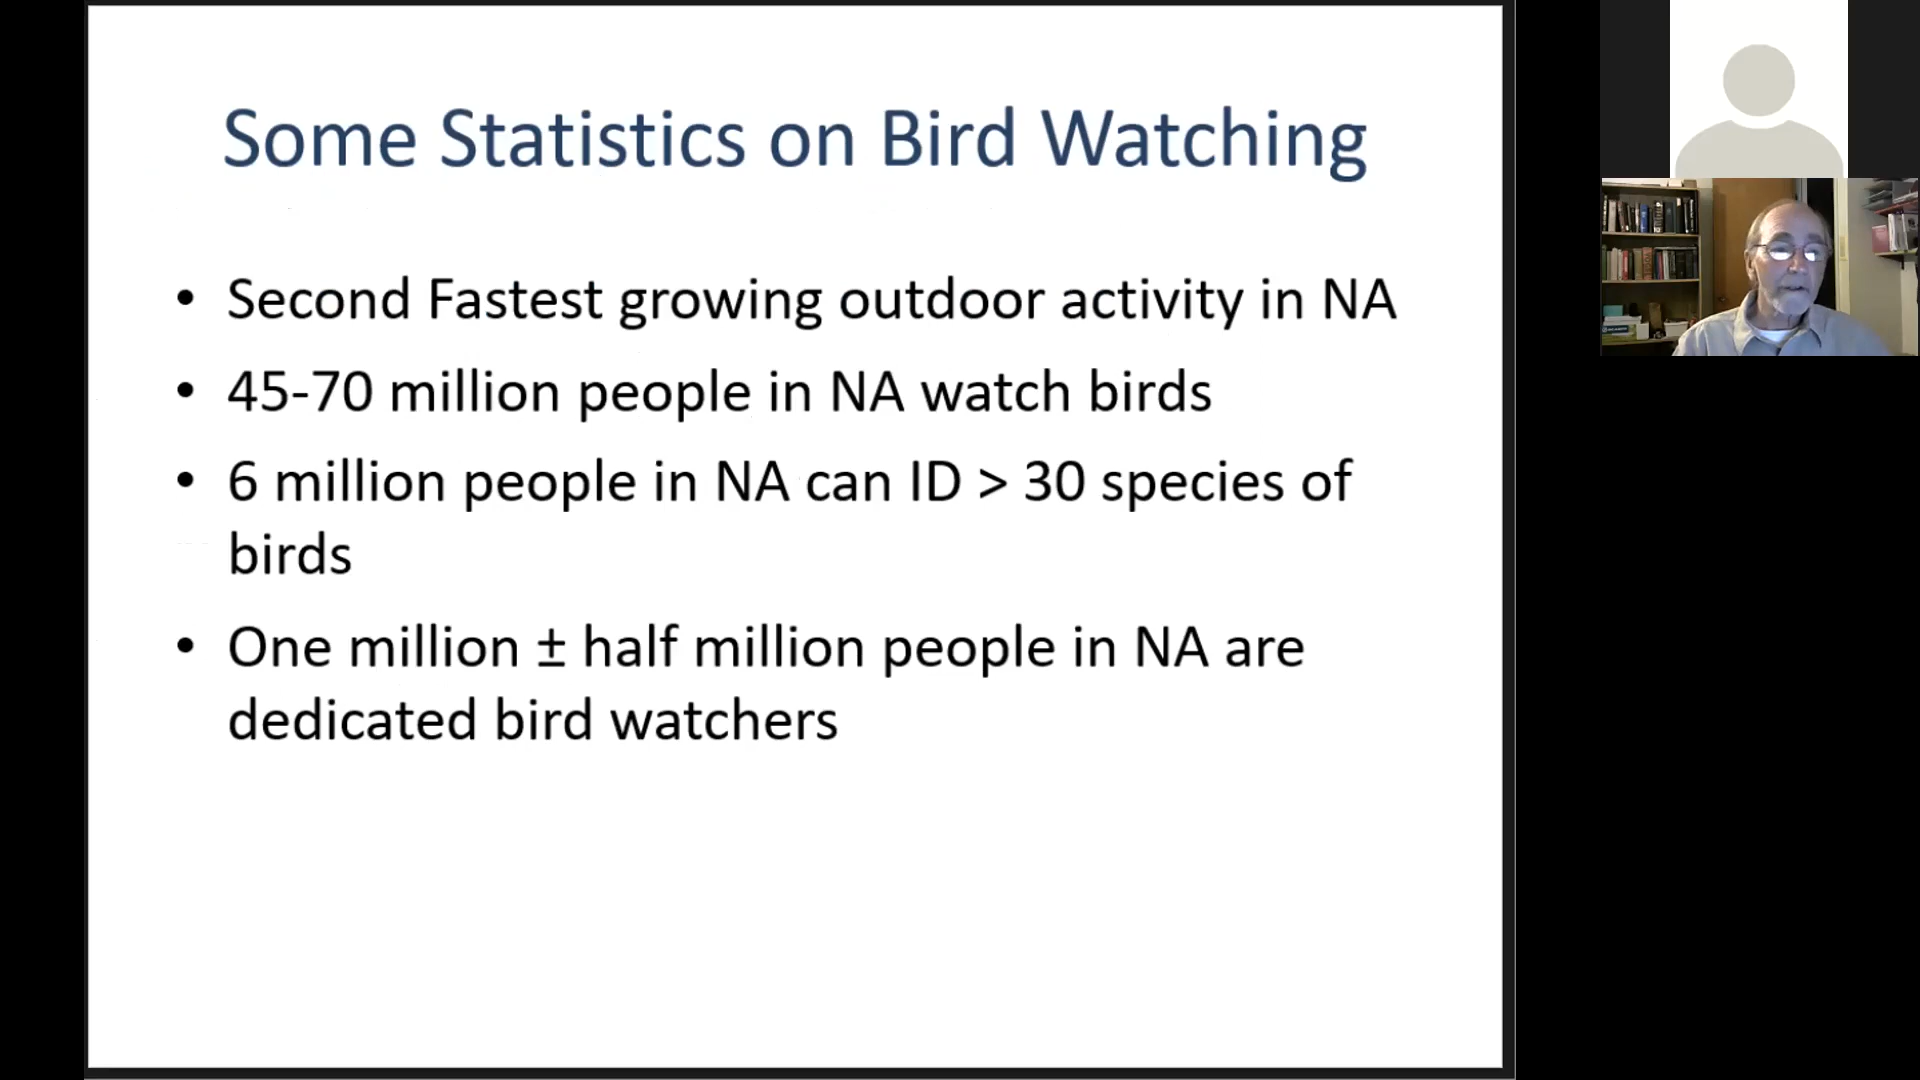 Some Statistics on Bird Watching
• Second Fastest growing outdoor activity in NA
• 45-70 million people in NA watch birds
• 6 million people in NA can ID > 30 species of
birds
• One million ± half million people in NA are
dedicated bird watchers